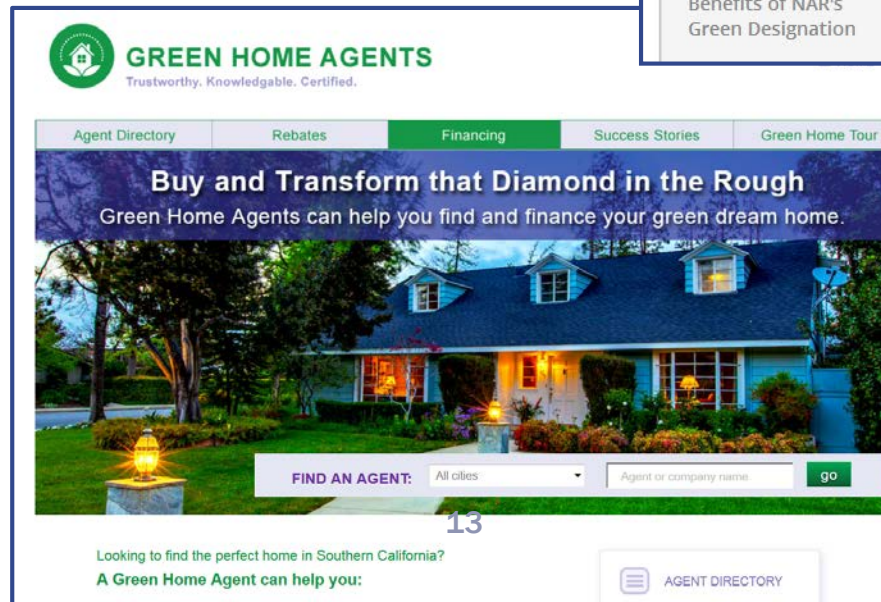 Benefits of NAR's
Green Designation
GREEN HOME AGENTS
Trustworthy. Knowledgable. Certified.
Agent Directory Rebates Financing Success Stories Green Home Tour
Buy and Transform that Diamond in the Rough
Green Home Agents can help you find and finance your green dream home.
FIND AN AGENT: All cities Agent or company name. go
13
Looking to find the perfect home in Southern California?
A Green Home Agent can help you:
AGENT DIRECTORY